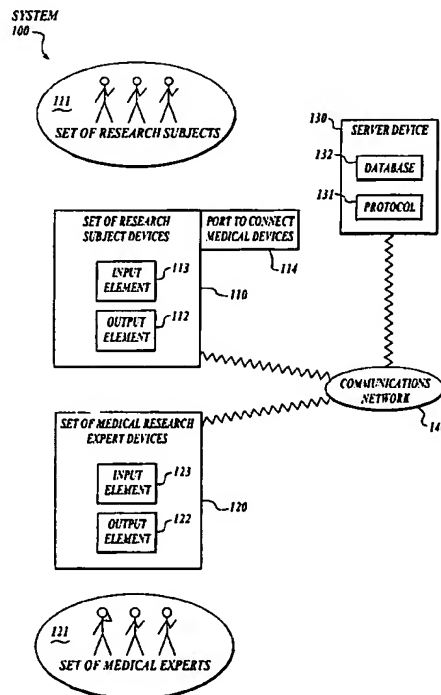 SYSTEM
100
111
SET OF RESEARCH SUBJECTS
130
SERVER DEVICE
132
DATABASE
131
PROTOCOL
SET OF RESEARCH
SUBJECT DEVICES
PORT TO CONNECT
MEDICAL DEVICES
114
INPUT
ELEMENT
113
110
OUTPUT
ELEMENT
112
COMMUNICATIONS
NETWORK
14
SET OF MEDICAL RESEARCH
EXPERT DEVICES
INPUT
ELEMENT
123
120
OUTPUT
ELEMENT
122
121
SET OF MEDICAL EXPERTS